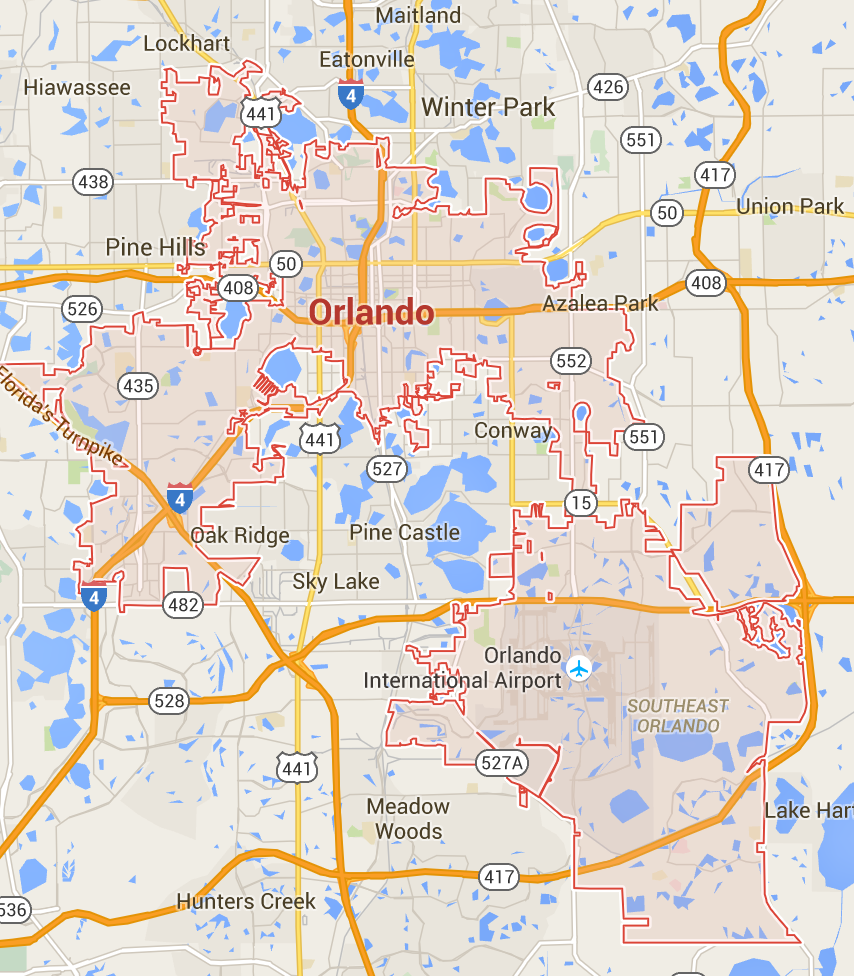 Maitland
Lockhart
Eatonville
Hiawassee
4
426
441
Winter Park
551
438
417
50
Union Park
Pine Hills
50
408
408
526
Orlando
Azalea Park
552
435
Florida's Turnpike
441
Conway
551
527
417
4
15
Oak Ridge
Pine Castle
Sky Lake
4
482
Orlando
International Airport
528
SOUTHEAST
ORLANDO
441
527A
Meadow
Woods
Lake Hart
417
Hunters Creek
536